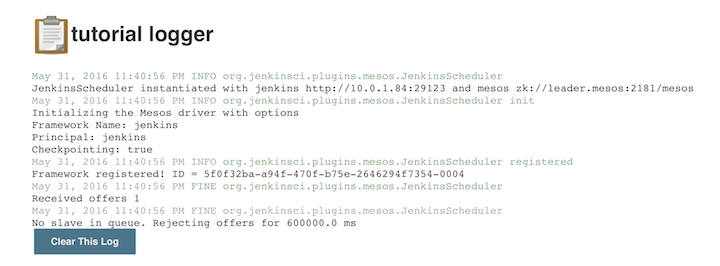 tutorial logger
May 31, 2016 11:40:56 PM INFO org.jenkinsci.plugins.mesos.JenkinsScheduler
JenkinsScheduler instantiated with jenkins http://10.0.1.84:29123 and mesos zk://leader.mesos:2181/mesos
May 31, 2016 11:40:56 PM INFO org.jenkinsci.plugins.mesos.JenkinsScheduler init
Initializing the Mesos driver with options
Framework Name: jenkins
Principal: jenkins
Checkpointing: true
May 31, 2016 11:40:56 PM INFO org.jenkinsci.plugins.mesos.JenkinsScheduler registered
Framework registered! ID = 5f0f32ba-a94f-470f-b75e-2646294f7354-0004
May 31, 2016 11:40:56 PM FINE org.jenkinsci.plugins.mesos.JenkinsScheduler
Received offers 1
May 31, 2016 11:40:56 PM FINE org.jenkinsci.plugins.mesos.JenkinsScheduler
No slave in queue. Rejecting offers for 600000.0 ms
Clear This Log